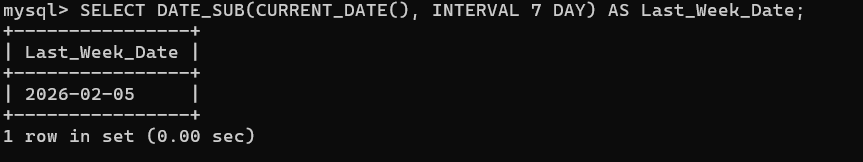 mysql> SELECT DATE_SUB(CURRENT_DATE(), INTERVAL 7 DAY) AS Last_Week_Date;
+----------------+
| Last_Week_Date |
+----------------+
| 2026-02-05     |
+----------------+
1 row in set (0.00 sec)